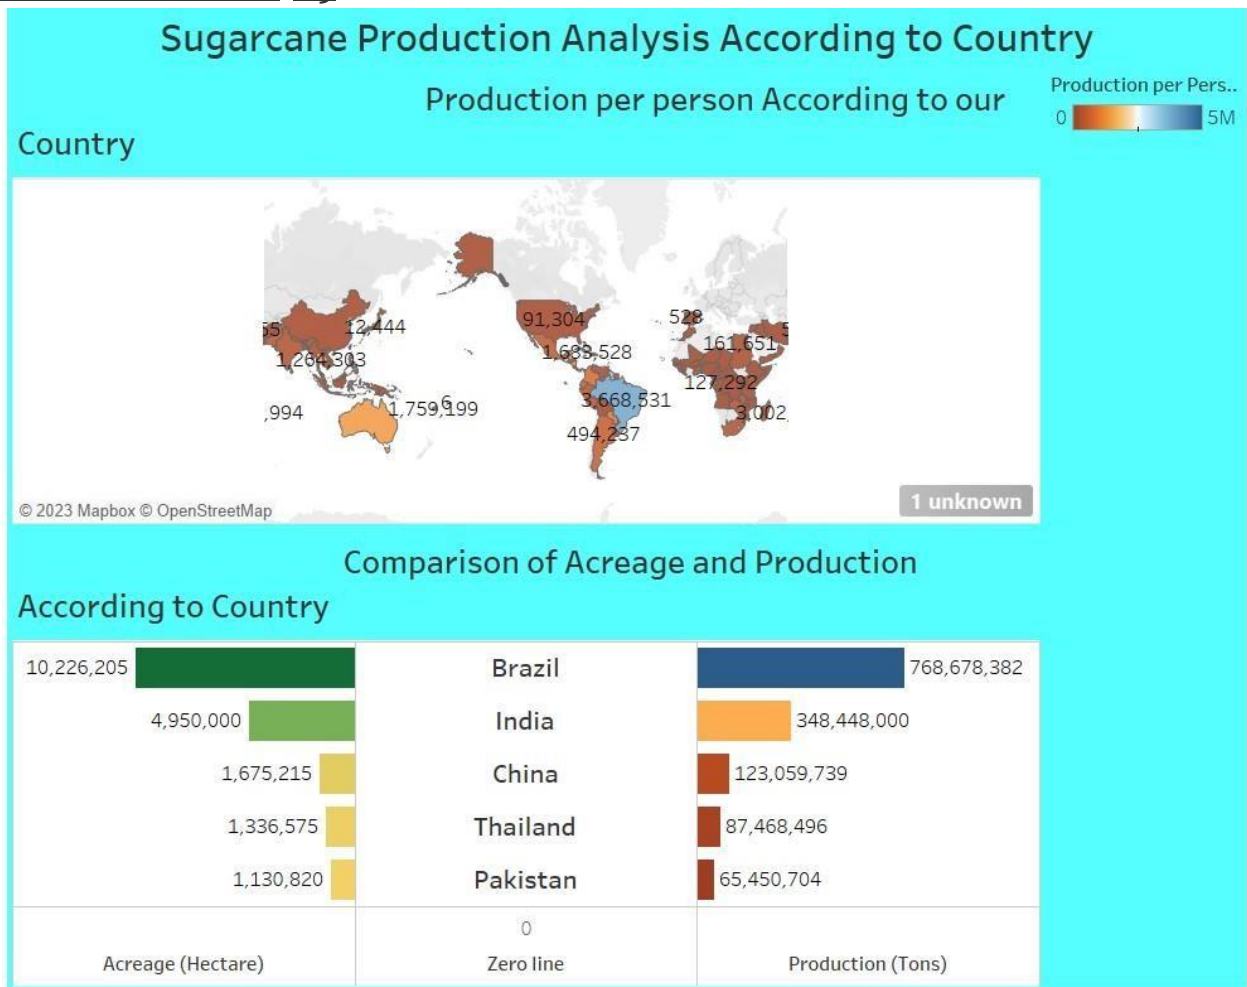 Sugarcane Production Analysis According to Country
Production per person According to our
Country
Production per Pers..
0 5M
91,304
528
55
12,444
1,264,303
161,651
127,292
3,668,531
,994
1,759,199
6
3,002,
494,237
© 2023 Mapbox © OpenStreetMap
1 unknown
Comparison of Acreage and Production
According to Country
10,226,205 Brazil 768,678,382
4,950,000 India 348,448,000
1,675,215 China 123,059,739
1,336,575 Thailand 87,468,496
1,130,820 Pakistan 65,450,704
0
Acreage (Hectare) Zero line Production (Tons)